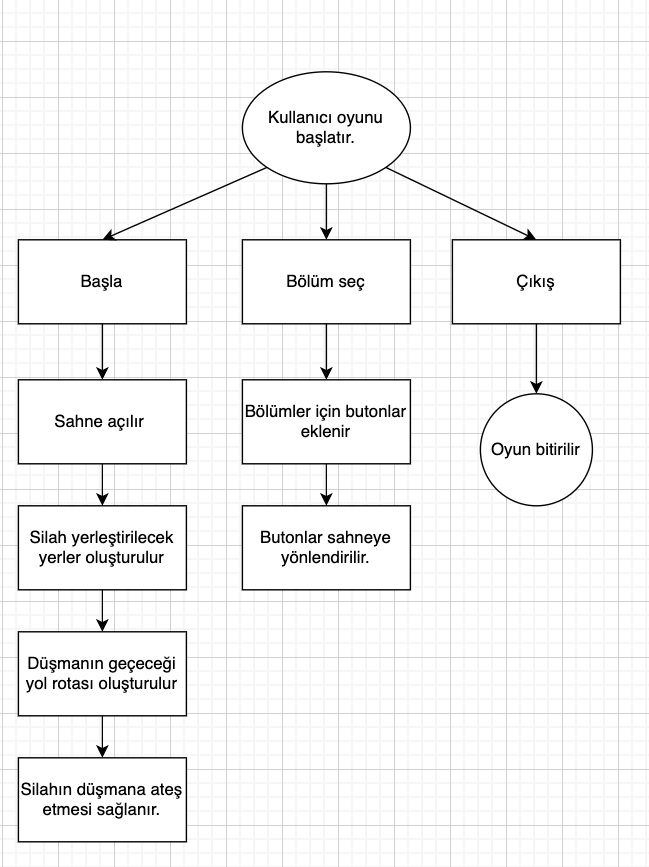 Kullanıcı oyunu
başlatır.
Başla
Bölüm seç
Çıkış
Sahne açılır
Bölümler için butonlar
eklenir
Oyun bitirilir
Silah yerleştirilecek
yerler oluşturulur
Butonlar sahneye
yönlendirilir.
Düşmanın geçeceği
yol rotası oluşturulur
Silahın düşmana ateş
etmesi sağlanır.